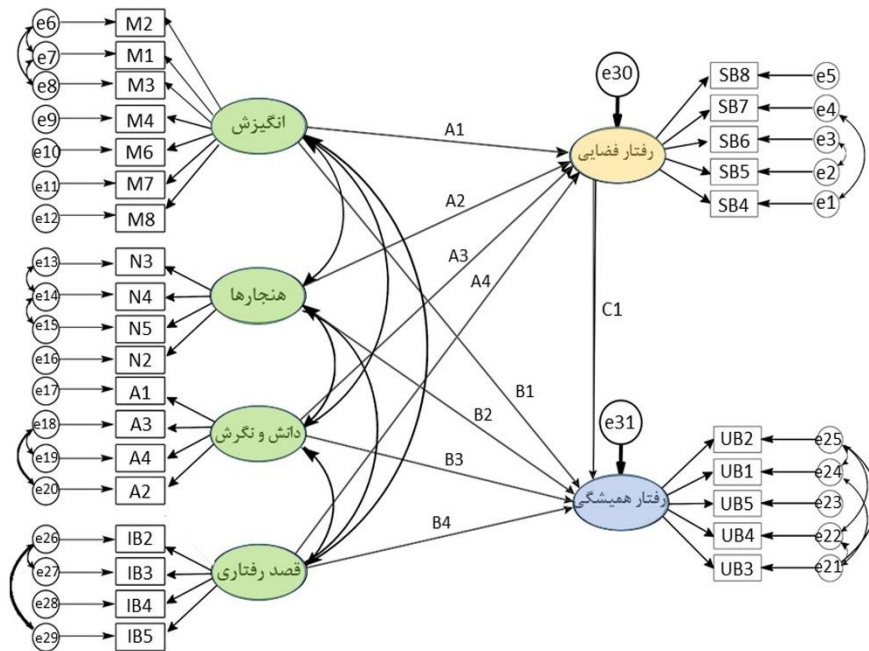 e6
M2
e7
M1
e8
M3
e9
M4
e10
M6
e11
M7
e12
M8
انگیزش
e13
N3
e14
N4
e15
N5
e16
N2
هنجارها
e17
A1
e18
A3
e19
A4
e20
A2
دانش و نگرش
e26
IB2
e27
IB3
e28
IB4
e29
IB5
قصد رفتاری
A1
A2
A3
A4
B1
B2
B3
B4
C1
e30
رفتار فضایی
SB8
e5
SB7
e4
SB6
e3
SB5
e2
SB4
e1
e31
رفتار همیشگی
UB2
e25
UB1
e24
UB5
e23
UB4
e22
UB3
e21